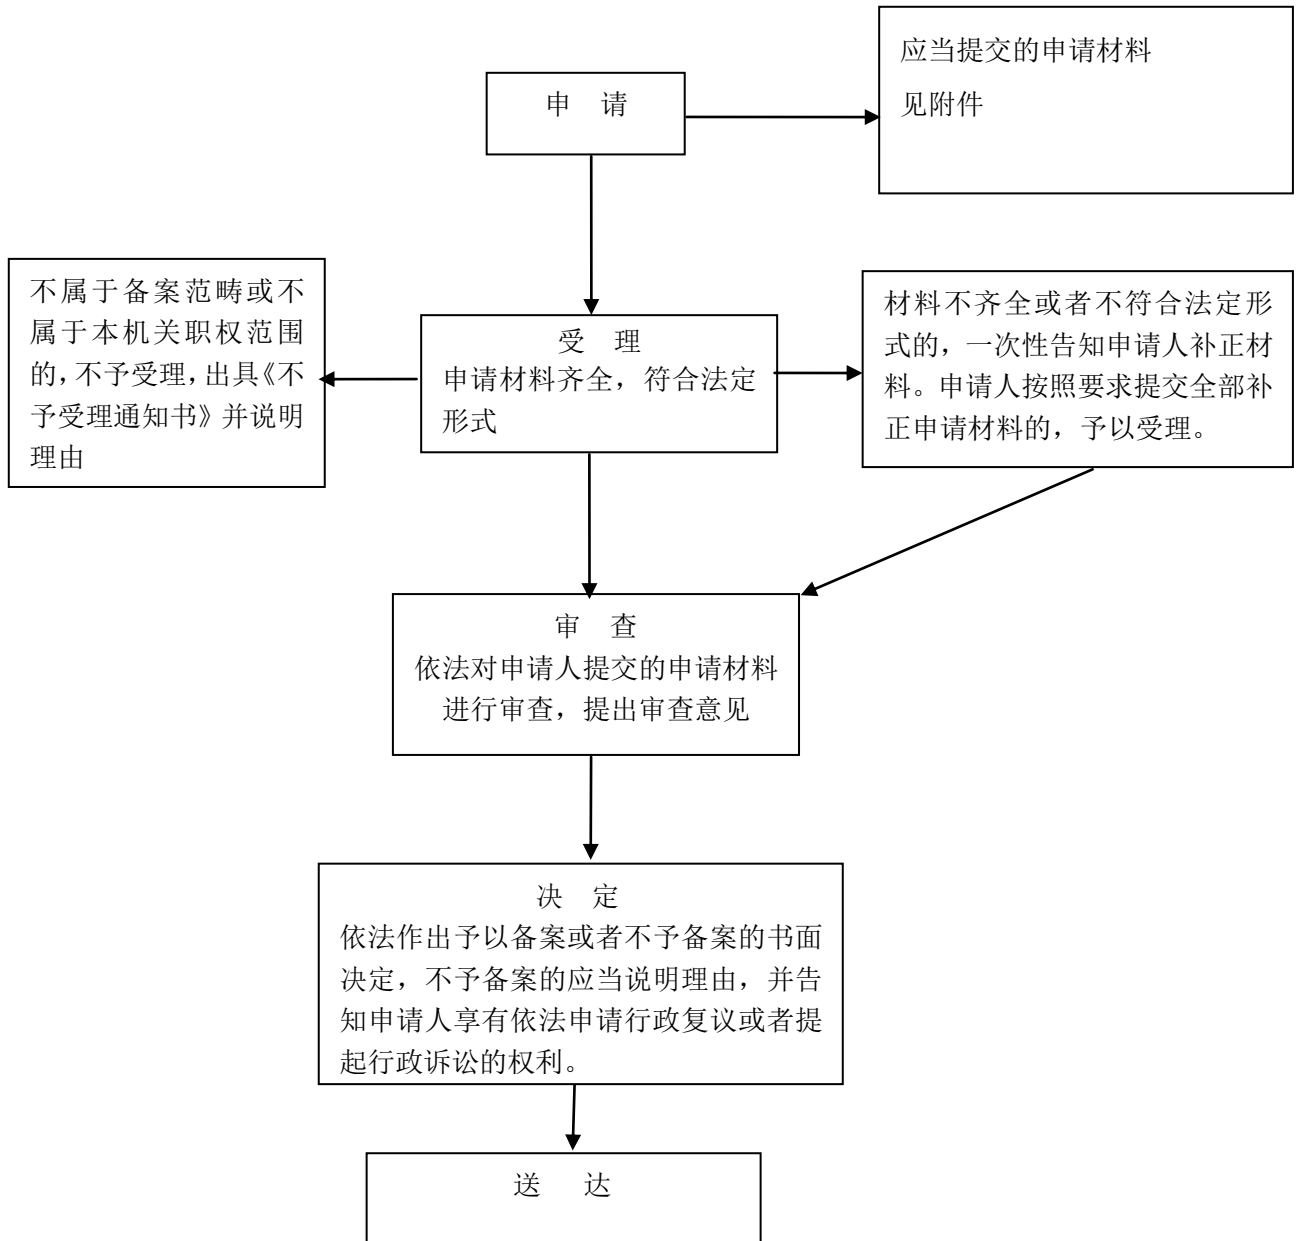 应当提交的申请材料
见附件
申 请
不属于备案范畴或不
属于本机关职权范围
的，不予受理，出具《不
予受理通知书》并说明
理由
受 理
申请材料齐全，符合法定
形式
材料不齐全或者不符合法定形
式的，一次性告知申请人补正材
料。申请人按照要求提交全部补
正申请材料的，予以受理。
审 查
依法对申请人提交的申请材料
进行审查，提出审查意见
决 定
依法作出予以备案或者不予备案的书面
决定，不予备案的应当说明理由，并告
知申请人享有依法申请行政复议或者提
起行政诉讼的权利。
送 达